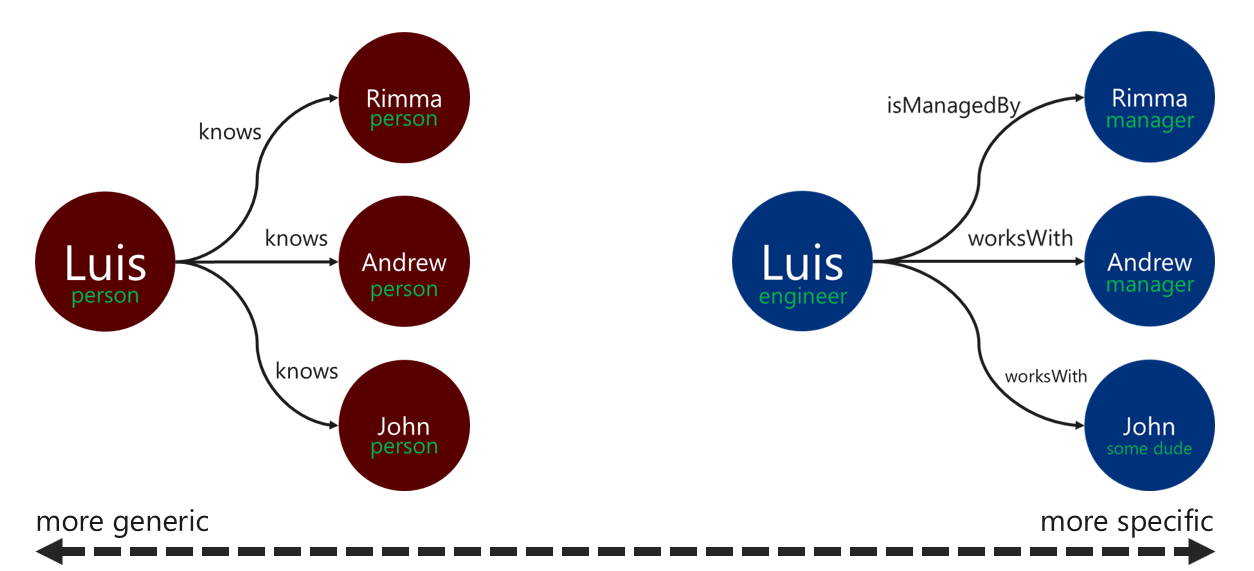 knows
Rimma
person
Luis
person
knows
Andrew
person
knows
John
person
isManagedBy
Rimma
manager
Luis
engineer
worksWith
Andrew
manager
worksWith
John
some dude
more generic
more specific